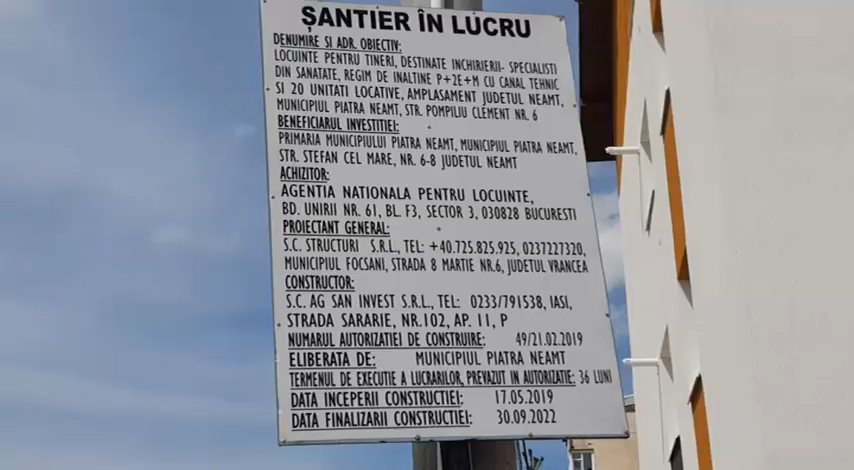 ȘANTIER ÎN LUCRU
DENUMIRE SI ADR. OBIECTIV:
LOCUINTE PENTRU TINERI, DESTINATE INCHIRIERII- SPECIALISTI
DIN SANATATE, REGIM DE INALTINE P+2E+M CU CANAL TEHNIC
SI 20 UNITATI LOCATIVE, AMPLASAMENT JUDETUL NEAMT,
MUNICIPIUL PIATRA NEAMT, STR. POMPILIU CLEMENT NR. 6
BENEFICIARUL INVESTITIEI:
PRIMARIA MUNICIPIULUI PIATRA NEAMT, MUNICIPIUL PIATRA NEAMT,
STR. STEFAN CEL MARE, NR. 6-8 JUDETUL NEAMT
ACHIZITOR:
AGENTIA NATIONALA PENTRU LOCUINTE,
BD. UNIRII NR. 61, BL. F3, SECTOR 3, 030828 BUCURESTI
PROIECTANT GENERAL:
S.C. STRUCTURI S.R.L., TEL: +40.725.825.925, 0237227320,
MUNICIPIUL FOCSANI, STRADA 8 MARTIE NR.6, JUDETUL VRANCEA
CONSTRUCTOR:
S.C. AG SAN INVEST S.R.L., TEL: 0233/791538, IASI,
STRADA SARARIE, NR.102, AP. 11, P
NUMARUL AUTORIZATIEI DE CONSTRUIRE: 49/21.02.2019
ELIBERATA DE: MUNICIPIUL PIATRA NEAMT
TERMENUL DE EXECUTIE A LUCRARILOR, PREVAZUT IN AUTORIZATIE: 36 LUNI
DATA INCEPERII CONSTRUCTIEI: 17.05.2019
DATA FINALIZARII CONSTRUCTIEI: 30.09.2022